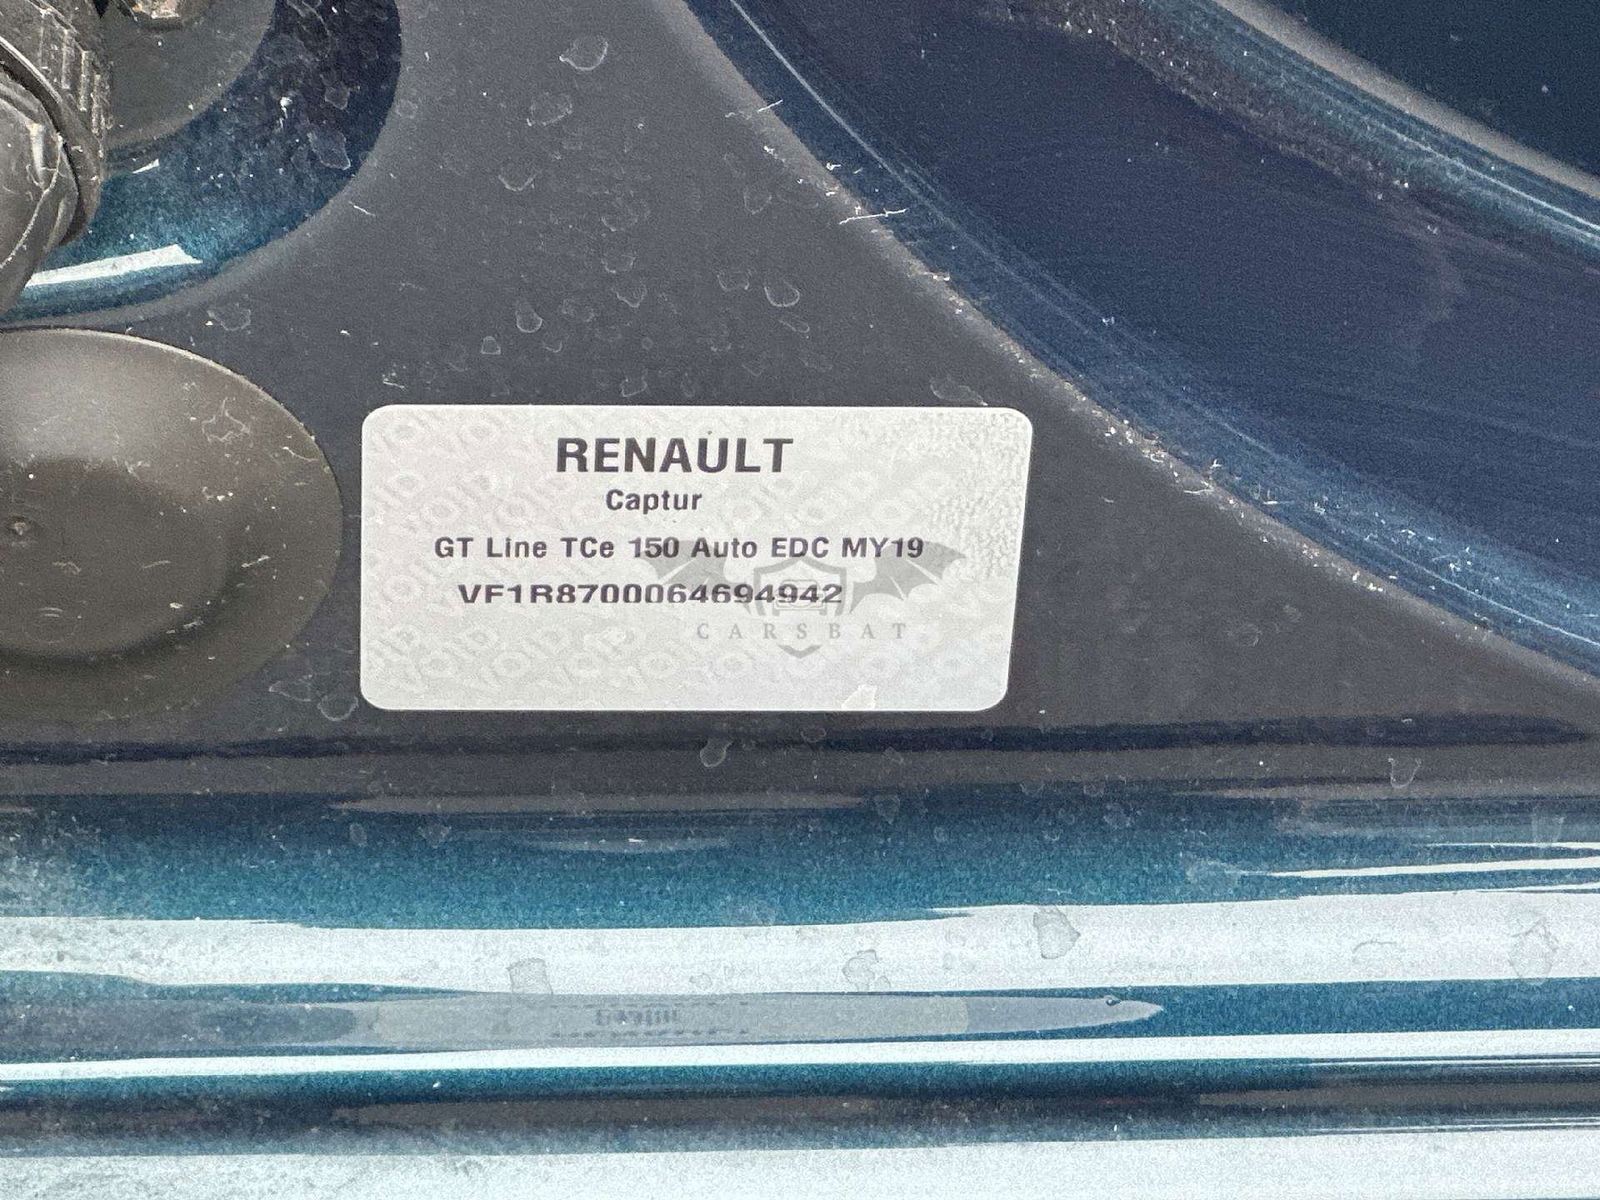 RENAULT
Captur
GT Line TCe 150 Auto EDC MY19
VF1R8700064694942
CARSBAT